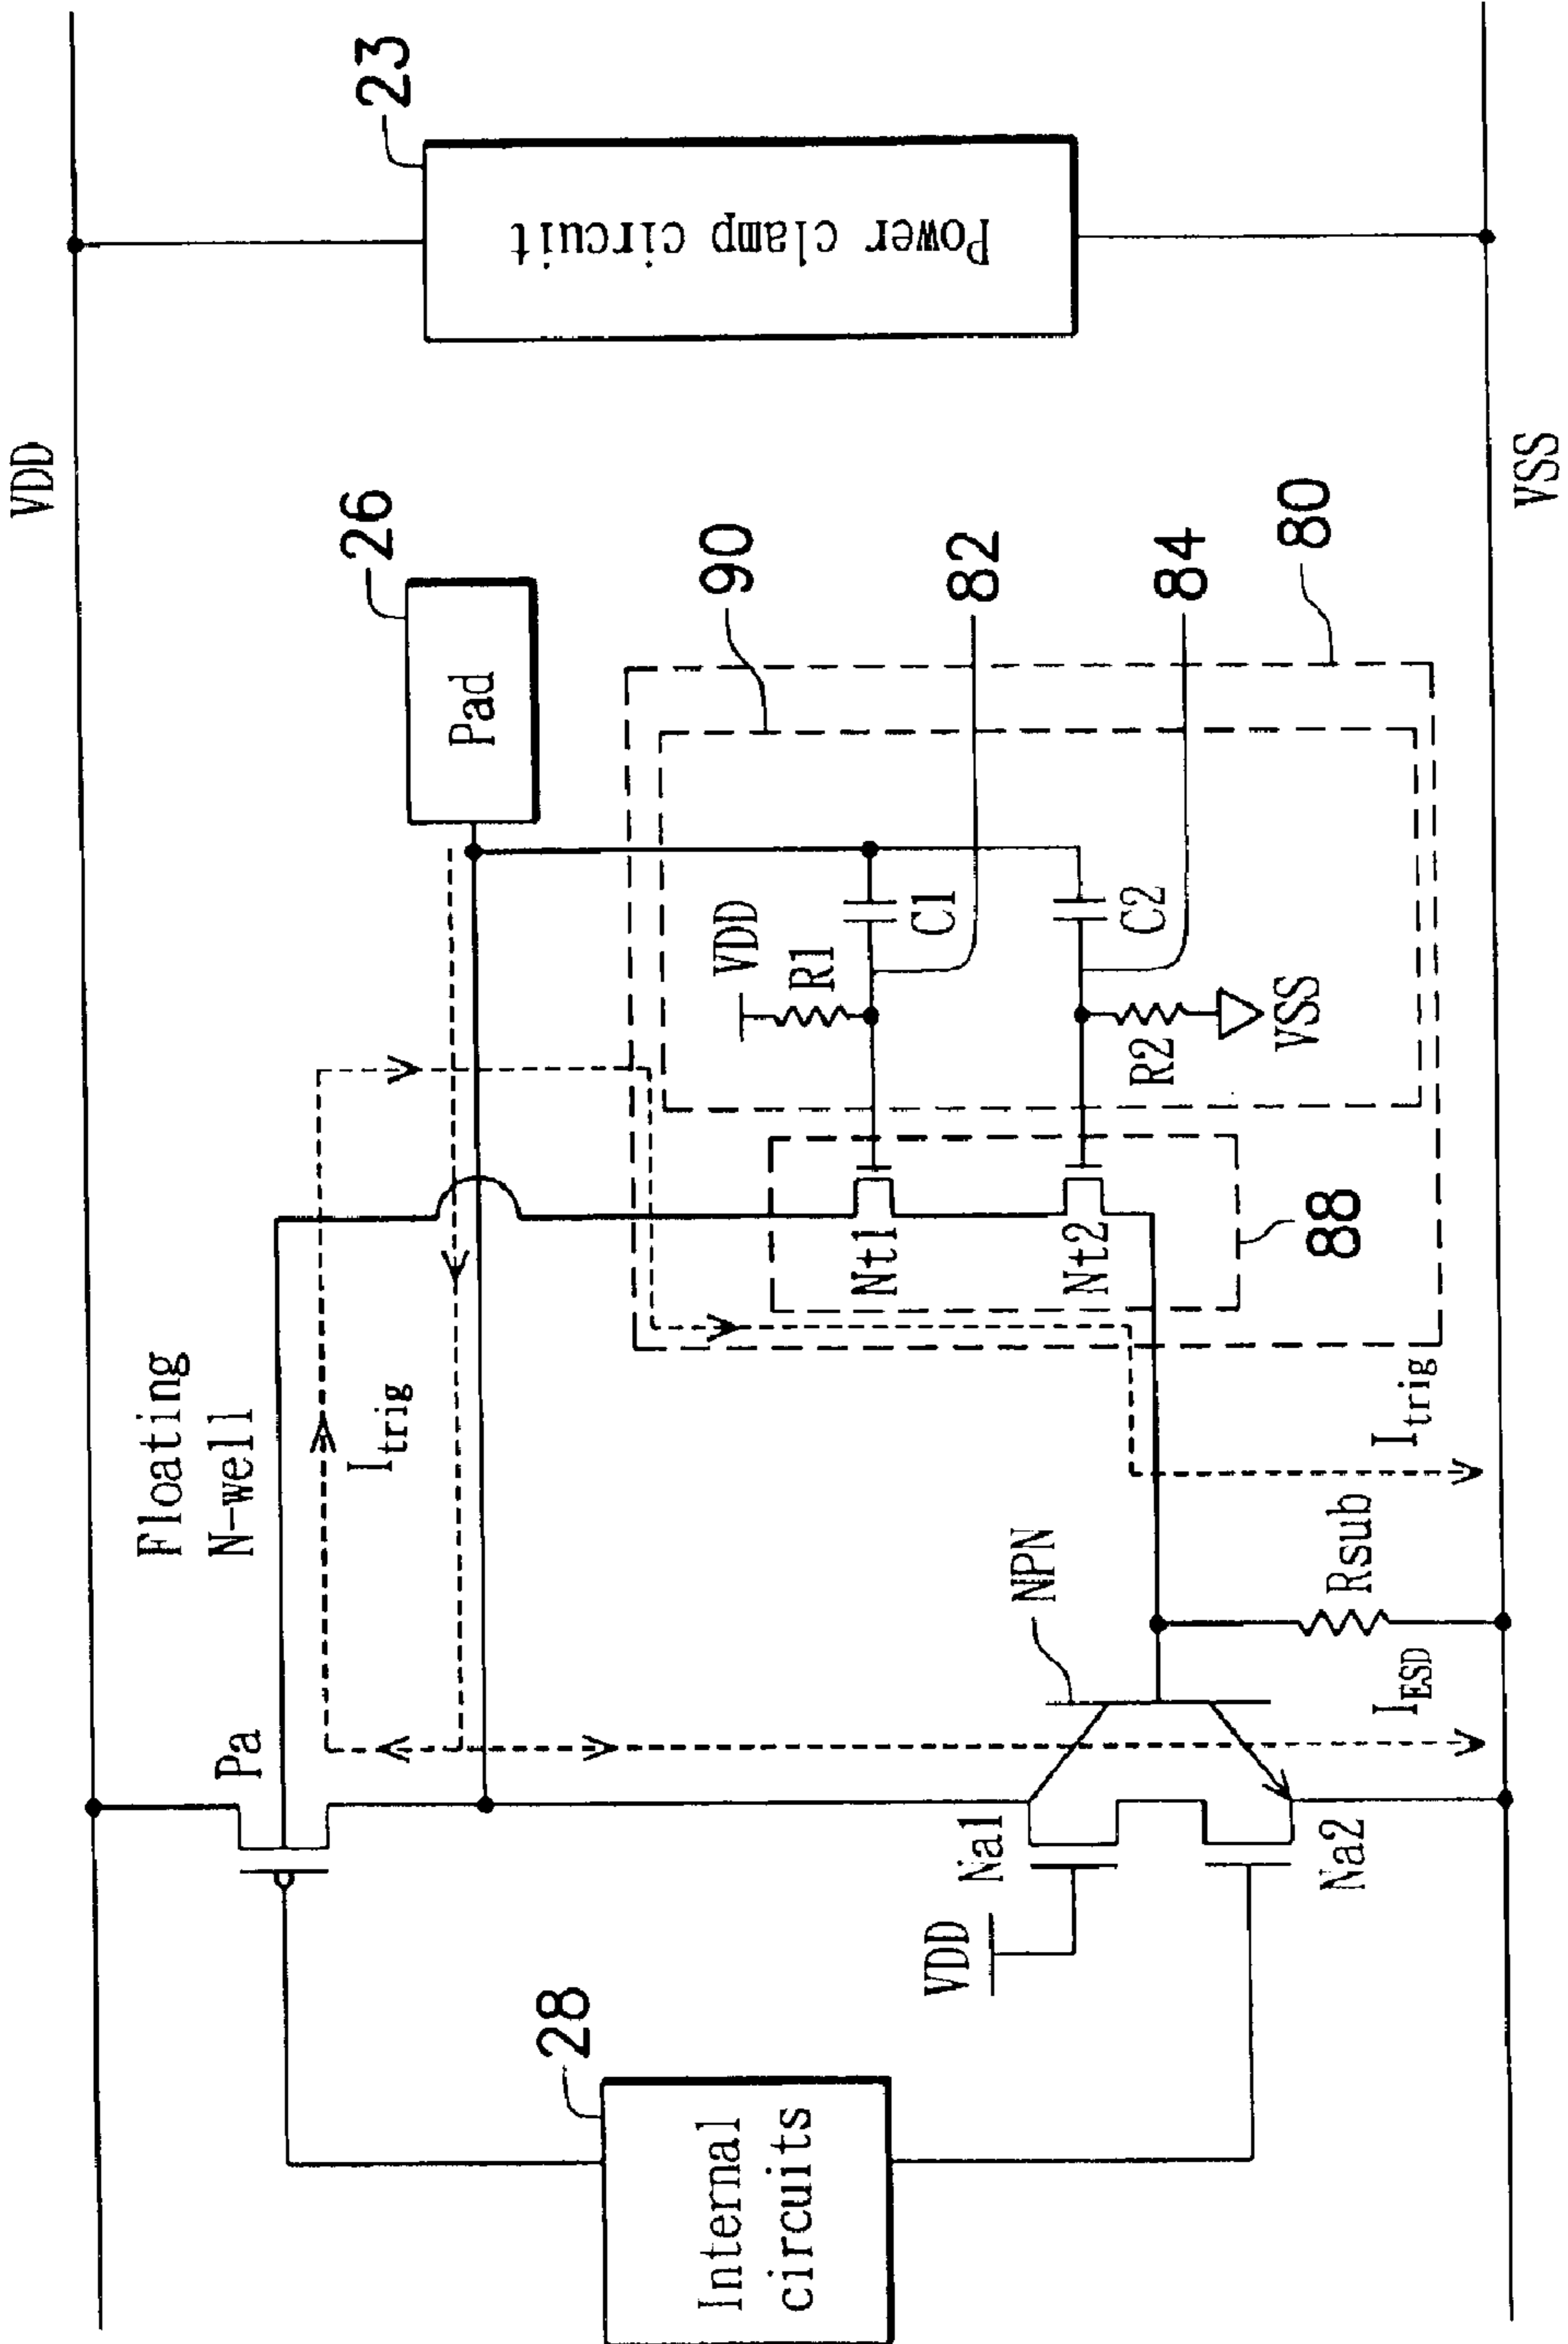 VDD
23
Power clamp circuit
26
Pad
90
82
84
80
VSS
VDD
R1
C1
C2
R2
VSS
Nt1
Nt2
88
Floating
N-well
Itrig
Itrig
Pa
NPN
Rsub
IESD
Na1
Na2
VDD
28
Internal
circuits